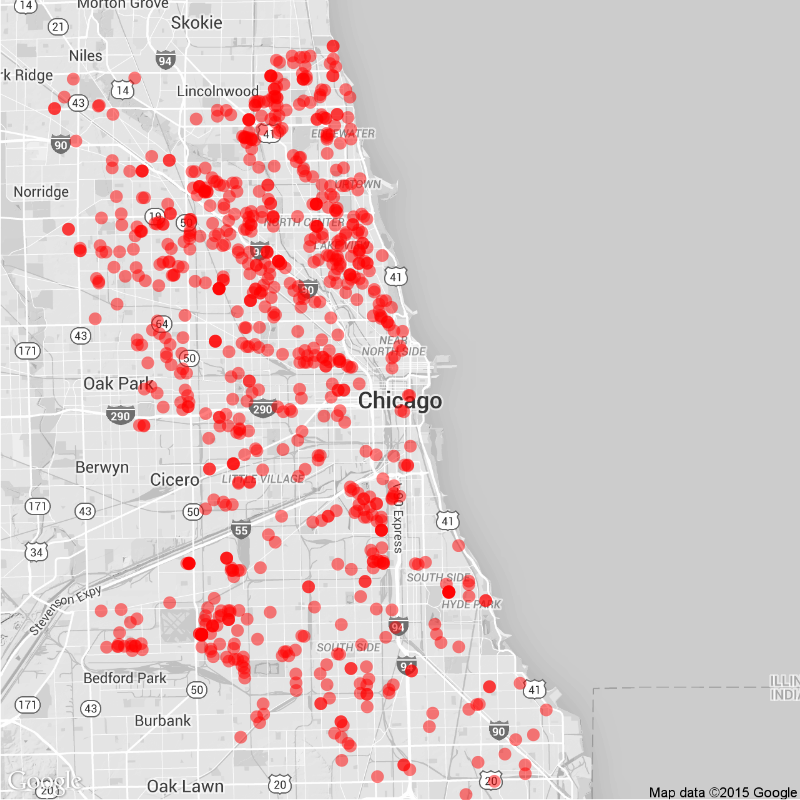 14
Morton Grove
21
Skokie
Niles
94
rk Ridge
14
Lincolnwood
43
41
EDGEWATER
90
Norridge
UPTOWN
19
50
NORTH CENTER
LAKEVIEW
9
90
41
64
43
NEAR
NORTH SIDE
171
50
Oak Park
290
290
Chicago
Berwyn
Cicero
LITTLE VILLAGE
171
43
50
41
55
Express
34
SOUTH SIDE
Stevenson Expy
HYDE PARK
94
SOUTH SIDE
94
Bedford Park
50
41
ILLIN
INDIA
171
43
Burbank
90
Google
20
Oak Lawn
20
20
Map data ©2015 Google